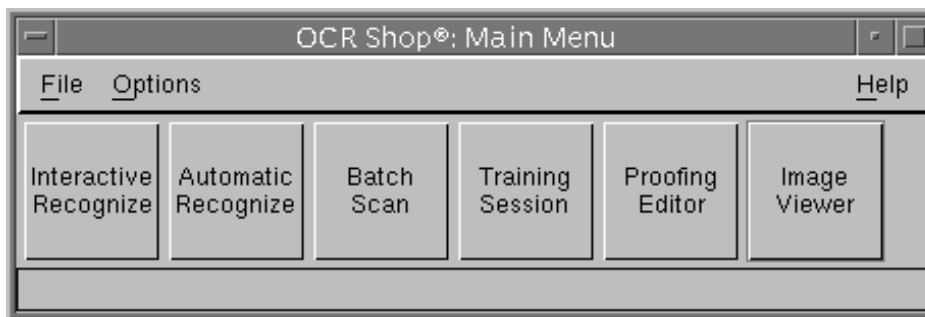 OCR Shop®: Main Menu
File Options Help
Interactive Recognize
Automatic Recognize
Batch Scan
Training Session
Proofing Editor
Image Viewer